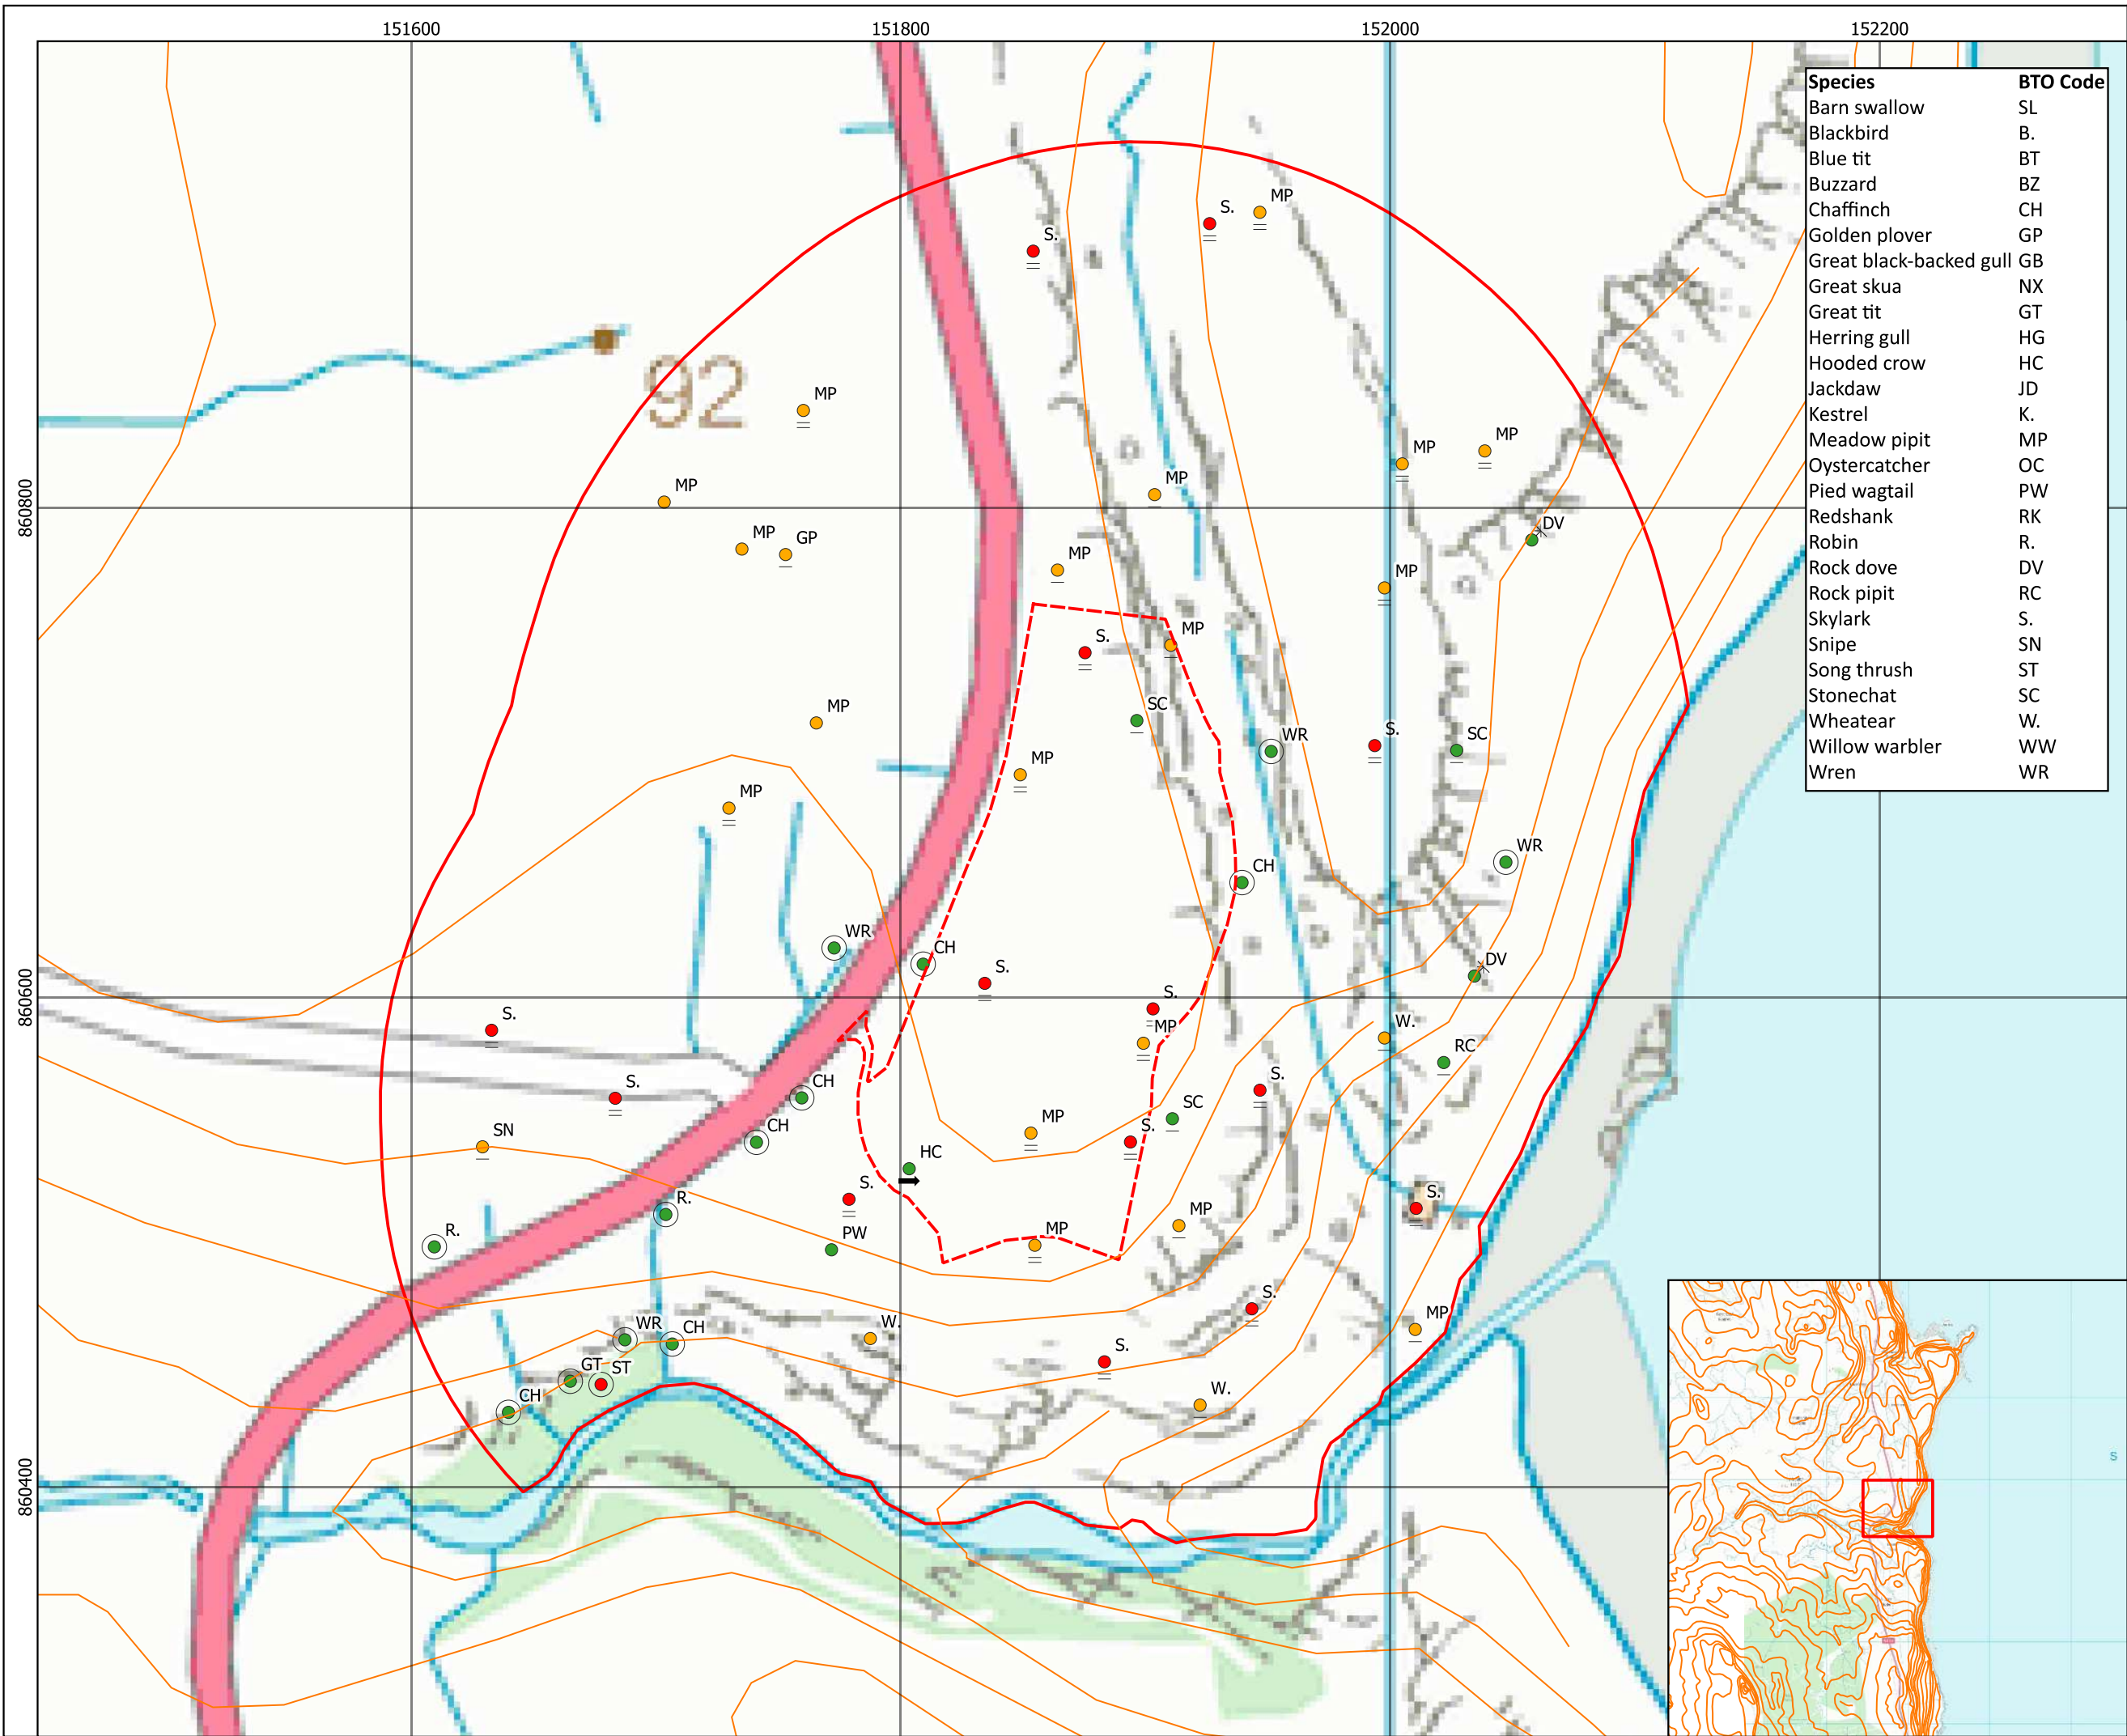 151600 151800 152000 152200
Species BTO Code
Barn swallow SL
Blackbird B.
Blue tit BT
Buzzard BZ
Chaffinch CH
Golden plover GP
Great black-backed gull GB
Great skua NX
Great tit GT
Herring gull HG
Hooded crow HC
Jackdaw JD
Kestrel K.
Meadow pipit MP
Oystercatcher OC
Pied wagtail PW
Redshank RK
Robin R.
Rock dove DV
Rock pipit RC
Skylark S.
Snipe SN
Song thrush ST
Stonechat SC
Wheatear W.
Willow warbler WW
Wren WR
MP
S.
S.
92
MP
MP
MP
MP
MP
860800
DV
MP GP
MP
MP
MP
S.
SC
MP
WR
S.
SC
MP
MP
WR
CH
WR
CH
DV
S.
860600
S.
S.
MP
W.
RC
S.
CH
S.
SC
MP
SN
CH
S.
HC
S.
S.
R.
MP
R.
PW
MP
S.
MP
WR
CH
W.
S.
GT
ST
CH
W.
860400
S